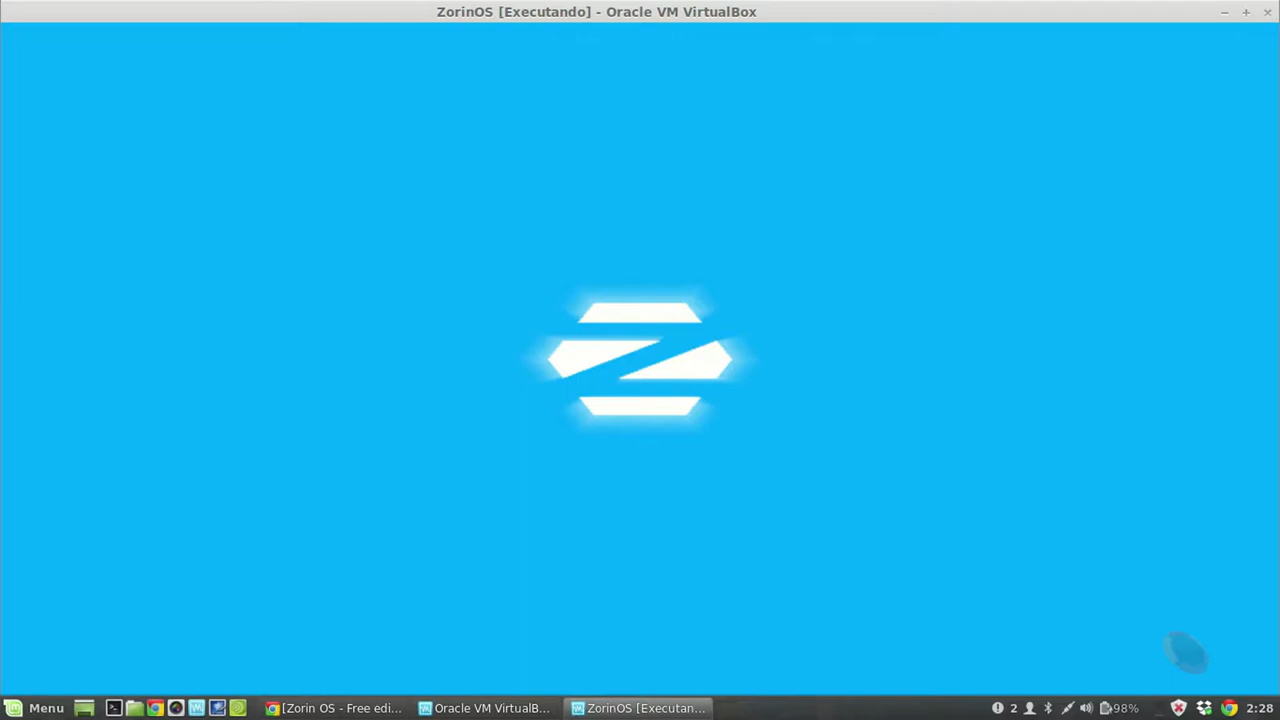 ZorinOS [Executando] - Oracle VM VirtualBox
Menu
[Zorin OS - Free edi...
Oracle VM VirtualB...
ZorinOS [Executan...
2
98%
2:28